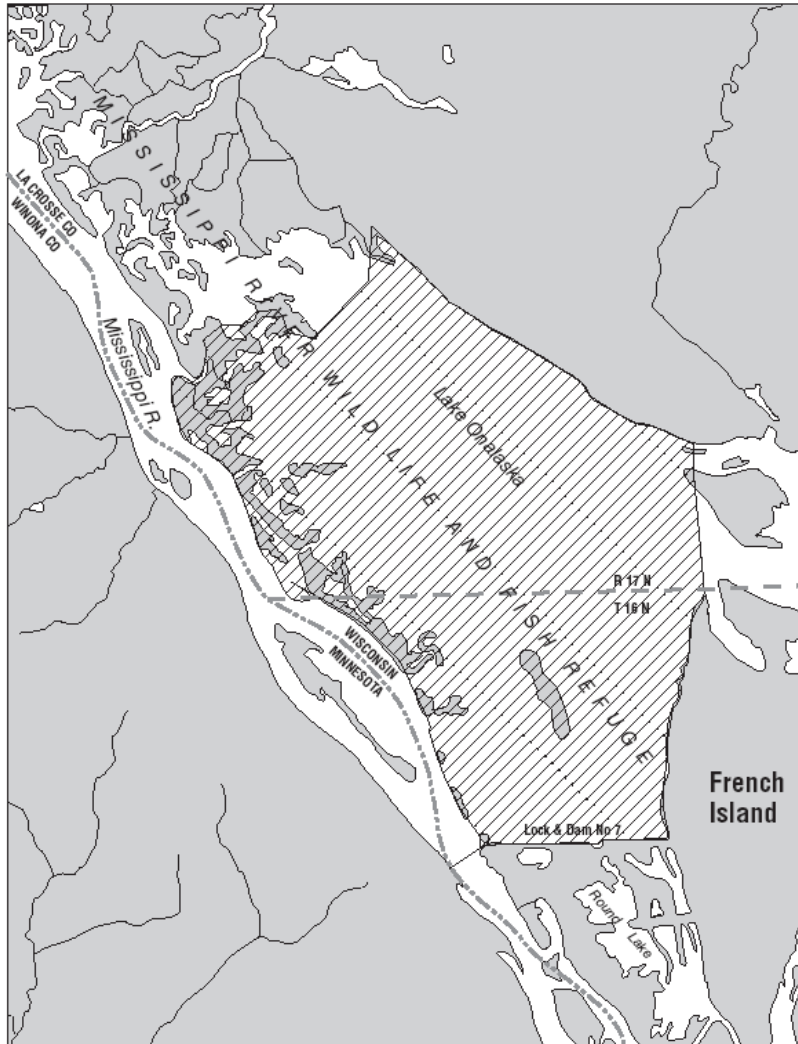 MISSISSIPPI RIVER WILD LIFE AND FISH REFUGE
LA CROSSE CO
WINONA CO
Mississippi R.
Lake Onalaska
R 17 N
T 16 N
WISCONSIN
MINNESOTA
French
Island
Lock & Dam No 7
Round Lake